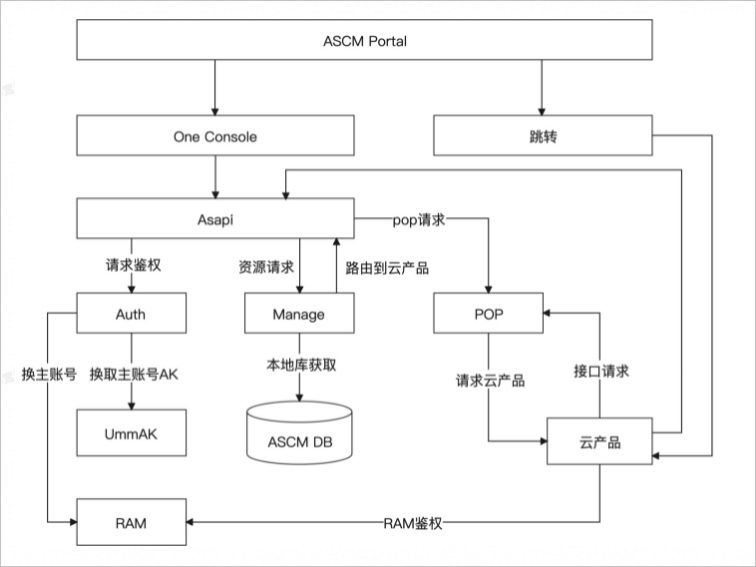 ASCM Portal
One Console
跳转
Asapi
pop请求
请求鉴权
资源请求
路由到云产品
Auth
Manage
POP
换主账号
换取主账号AK
本地库获取
请求云产品
接口请求
UmmAK
ASCM DB
云产品
RAM
RAM鉴权